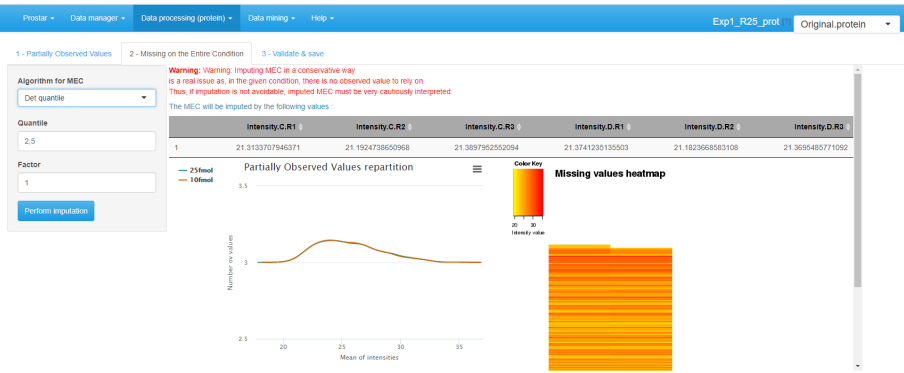 Prostar Data manager Data processing (protein) Data mining Help Exp1_R25_prot [?] Original.protein
1 - Partially Observed Values 2 - Missing on the Entire Condition 3 - Validate & save
Algorithm for MEC
Det quantile
Quantile
2,5
Factor
1
Perform imputation
Warning: Warning: Imputing MEC in a conservative way
is a real issue as, in the given condition, there is no observed value to rely on.
Thus, if imputation is not avoidable, imputed MEC must be very cautiously interpreted.
The MEC will be imputed by the following values :
Intensity.C.R1 Intensity.C.R2 Intensity.C.R3 Intensity.D.R1 Intensity.D.R2 Intensity.D.R3
1 21.3133707946371 21.1924738650968 21.3897952552094 21.3741235135503 21.1823668583108 21.3695485771092
25fmol
10fmol
Partially Observed Values repartition
3.5
3
2.5
Number ov values
20 25 30 35
Mean of intensities
Color Key
20 30
Intensity value
Missing values heatmap